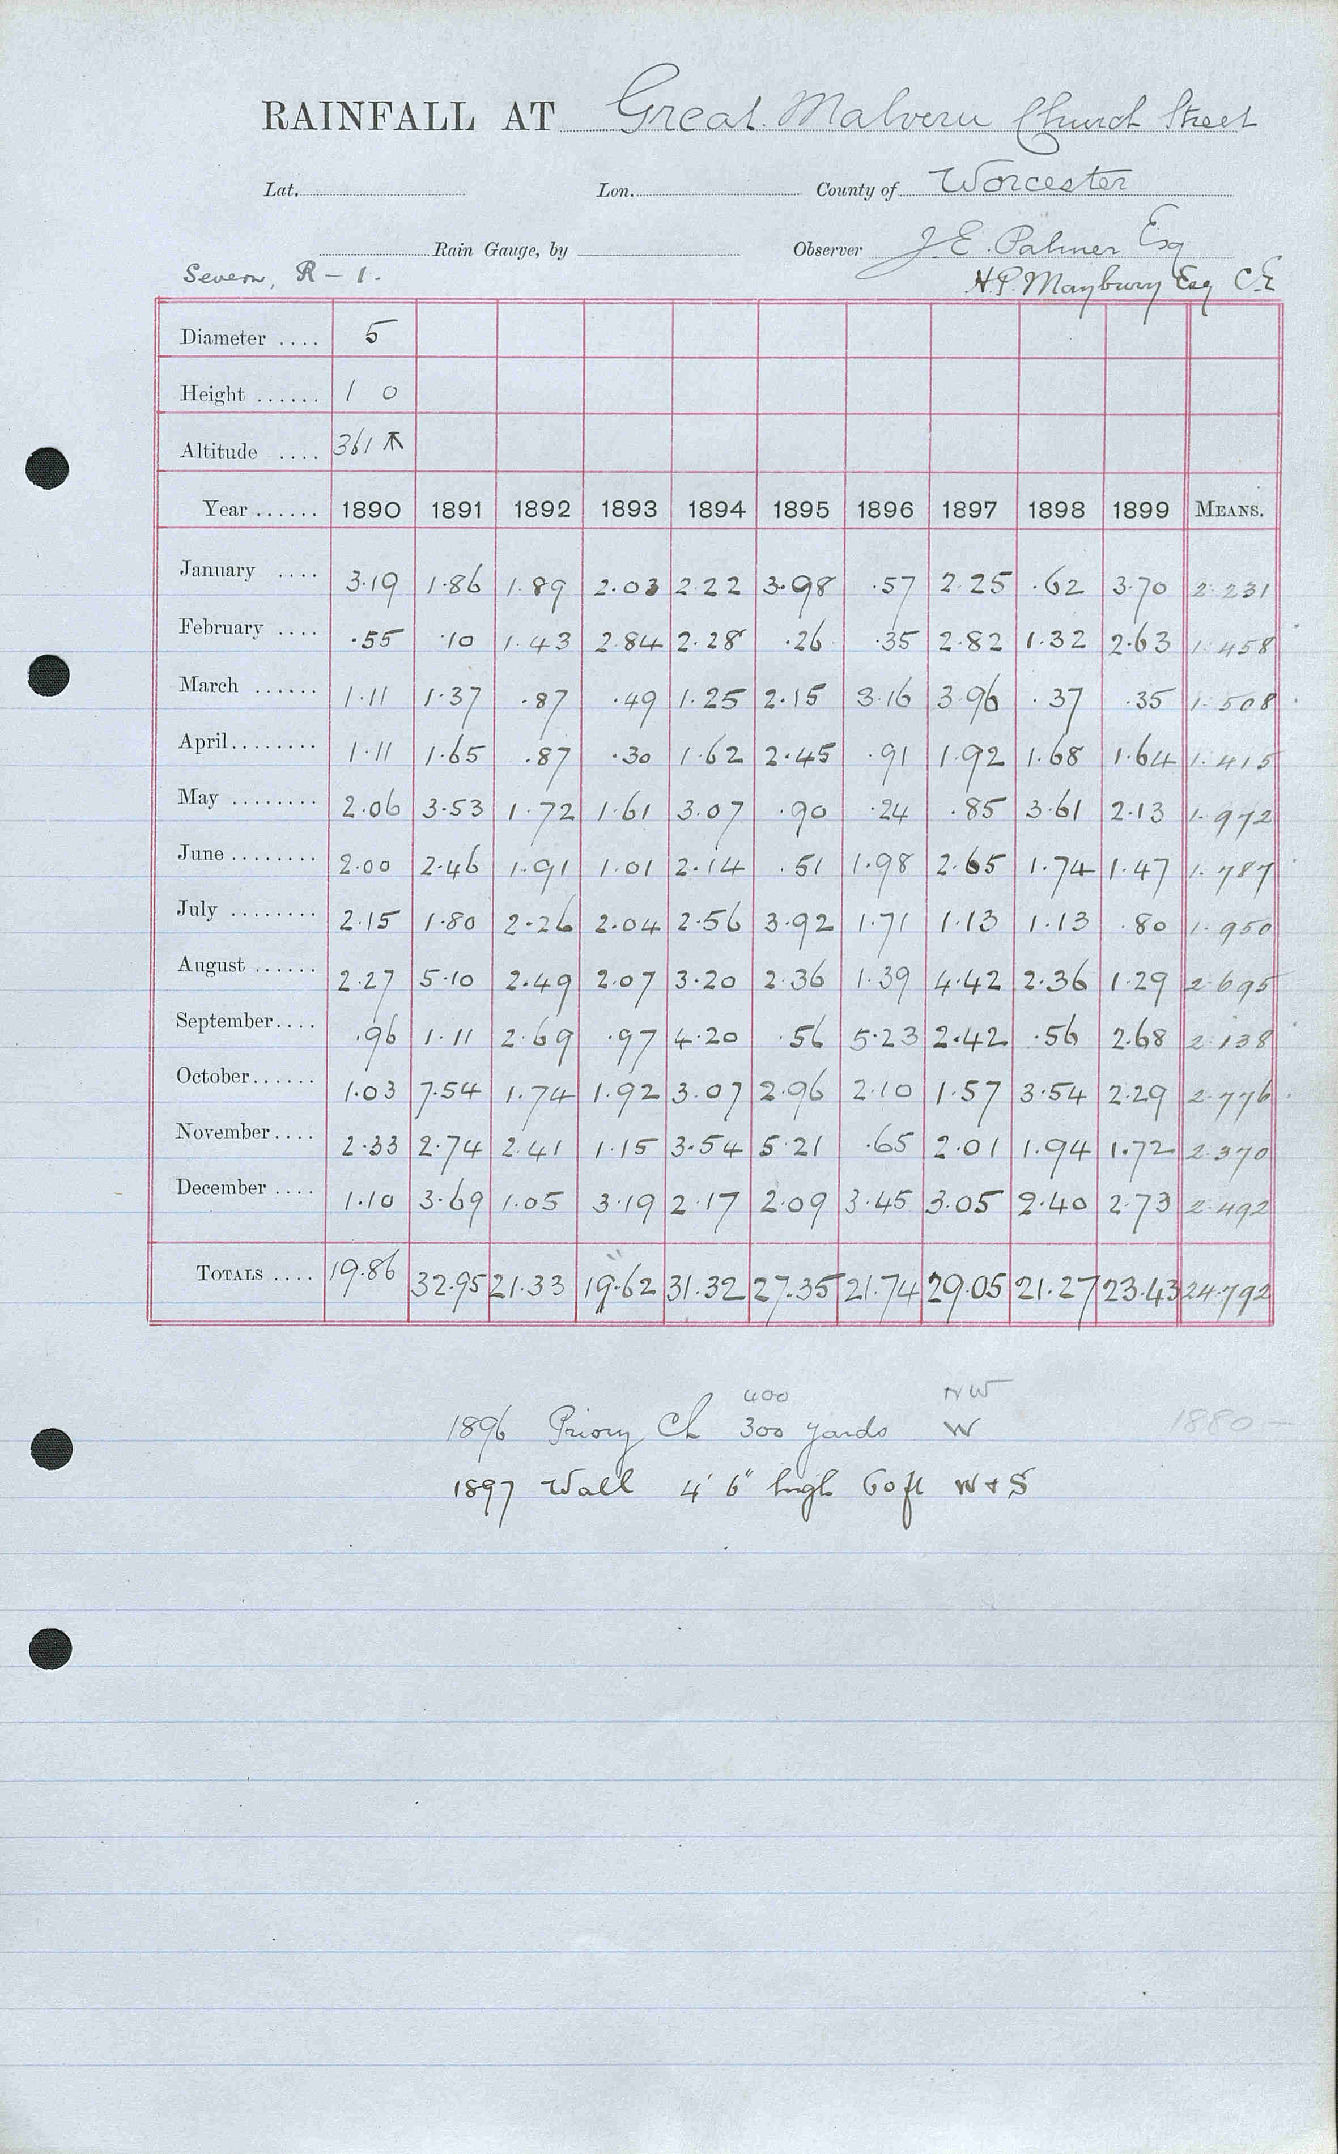 RAINFALL AT Great Malvern Church Street
Lat. Lon. County of Worcester
Rain Gauge, by Observer J. E. Palmer Esq
Severn, R – 1. H.P. Maybury Esq C.E
Diameter .... 5
Height ...... 1 0
Altitude .... 361
Year ...... 1890 1891 1892 1893 1894 1895 1896 1897 1898 1899 MEANS.
January .... 3.19 1.86 1.89 2.03 2.22 3.98 .57 2.25 .62 3.70 2.231
February .... .55 .10 1.43 2.84 2.28 .26 .35 2.82 1.32 2.63 1.458
March ...... 1.11 1.37 .87 .49 1.25 2.15 3.16 3.96 .37 .35 1.508
April........ 1.11 1.65 .87 .30 1.62 2.45 .91 1.92 1.68 1.64 1.415
May ........ 2.06 3.53 1.72 1.61 3.07 .90 .24 .85 3.61 2.13 1.972
June ........ 2.00 2.46 1.91 1.01 2.14 .51 1.98 2.65 1.74 1.47 1.787
July ........ 2.15 1.80 2.26 2.04 2.56 3.92 1.71 1.13 1.13 .80 1.950
August ...... 2.27 5.10 2.49 2.07 3.20 2.36 1.39 4.42 2.36 1.29 2.695
September.... .96 1.11 2.69 .97 4.20 .56 5.23 2.42 .56 2.68 2.138
October...... 1.03 7.54 1.74 1.92 3.07 2.96 2.10 1.57 3.54 2.29 2.776
November.... 2.33 2.74 2.41 1.15 3.54 5.21 .65 2.01 1.94 1.72 2.370
December .... 1.10 3.69 1.05 3.19 2.17 2.09 3.45 3.05 2.40 2.73 2.492
TOTALS .... 19.86 32.95 21.33 19.62 31.32 27.35 21.74 29.05 21.27 23.43 24.792
400 NW
1896 Priory Ch 300 yards W 1880 –
1897 Wall 4' 6" high 60 ft W + S